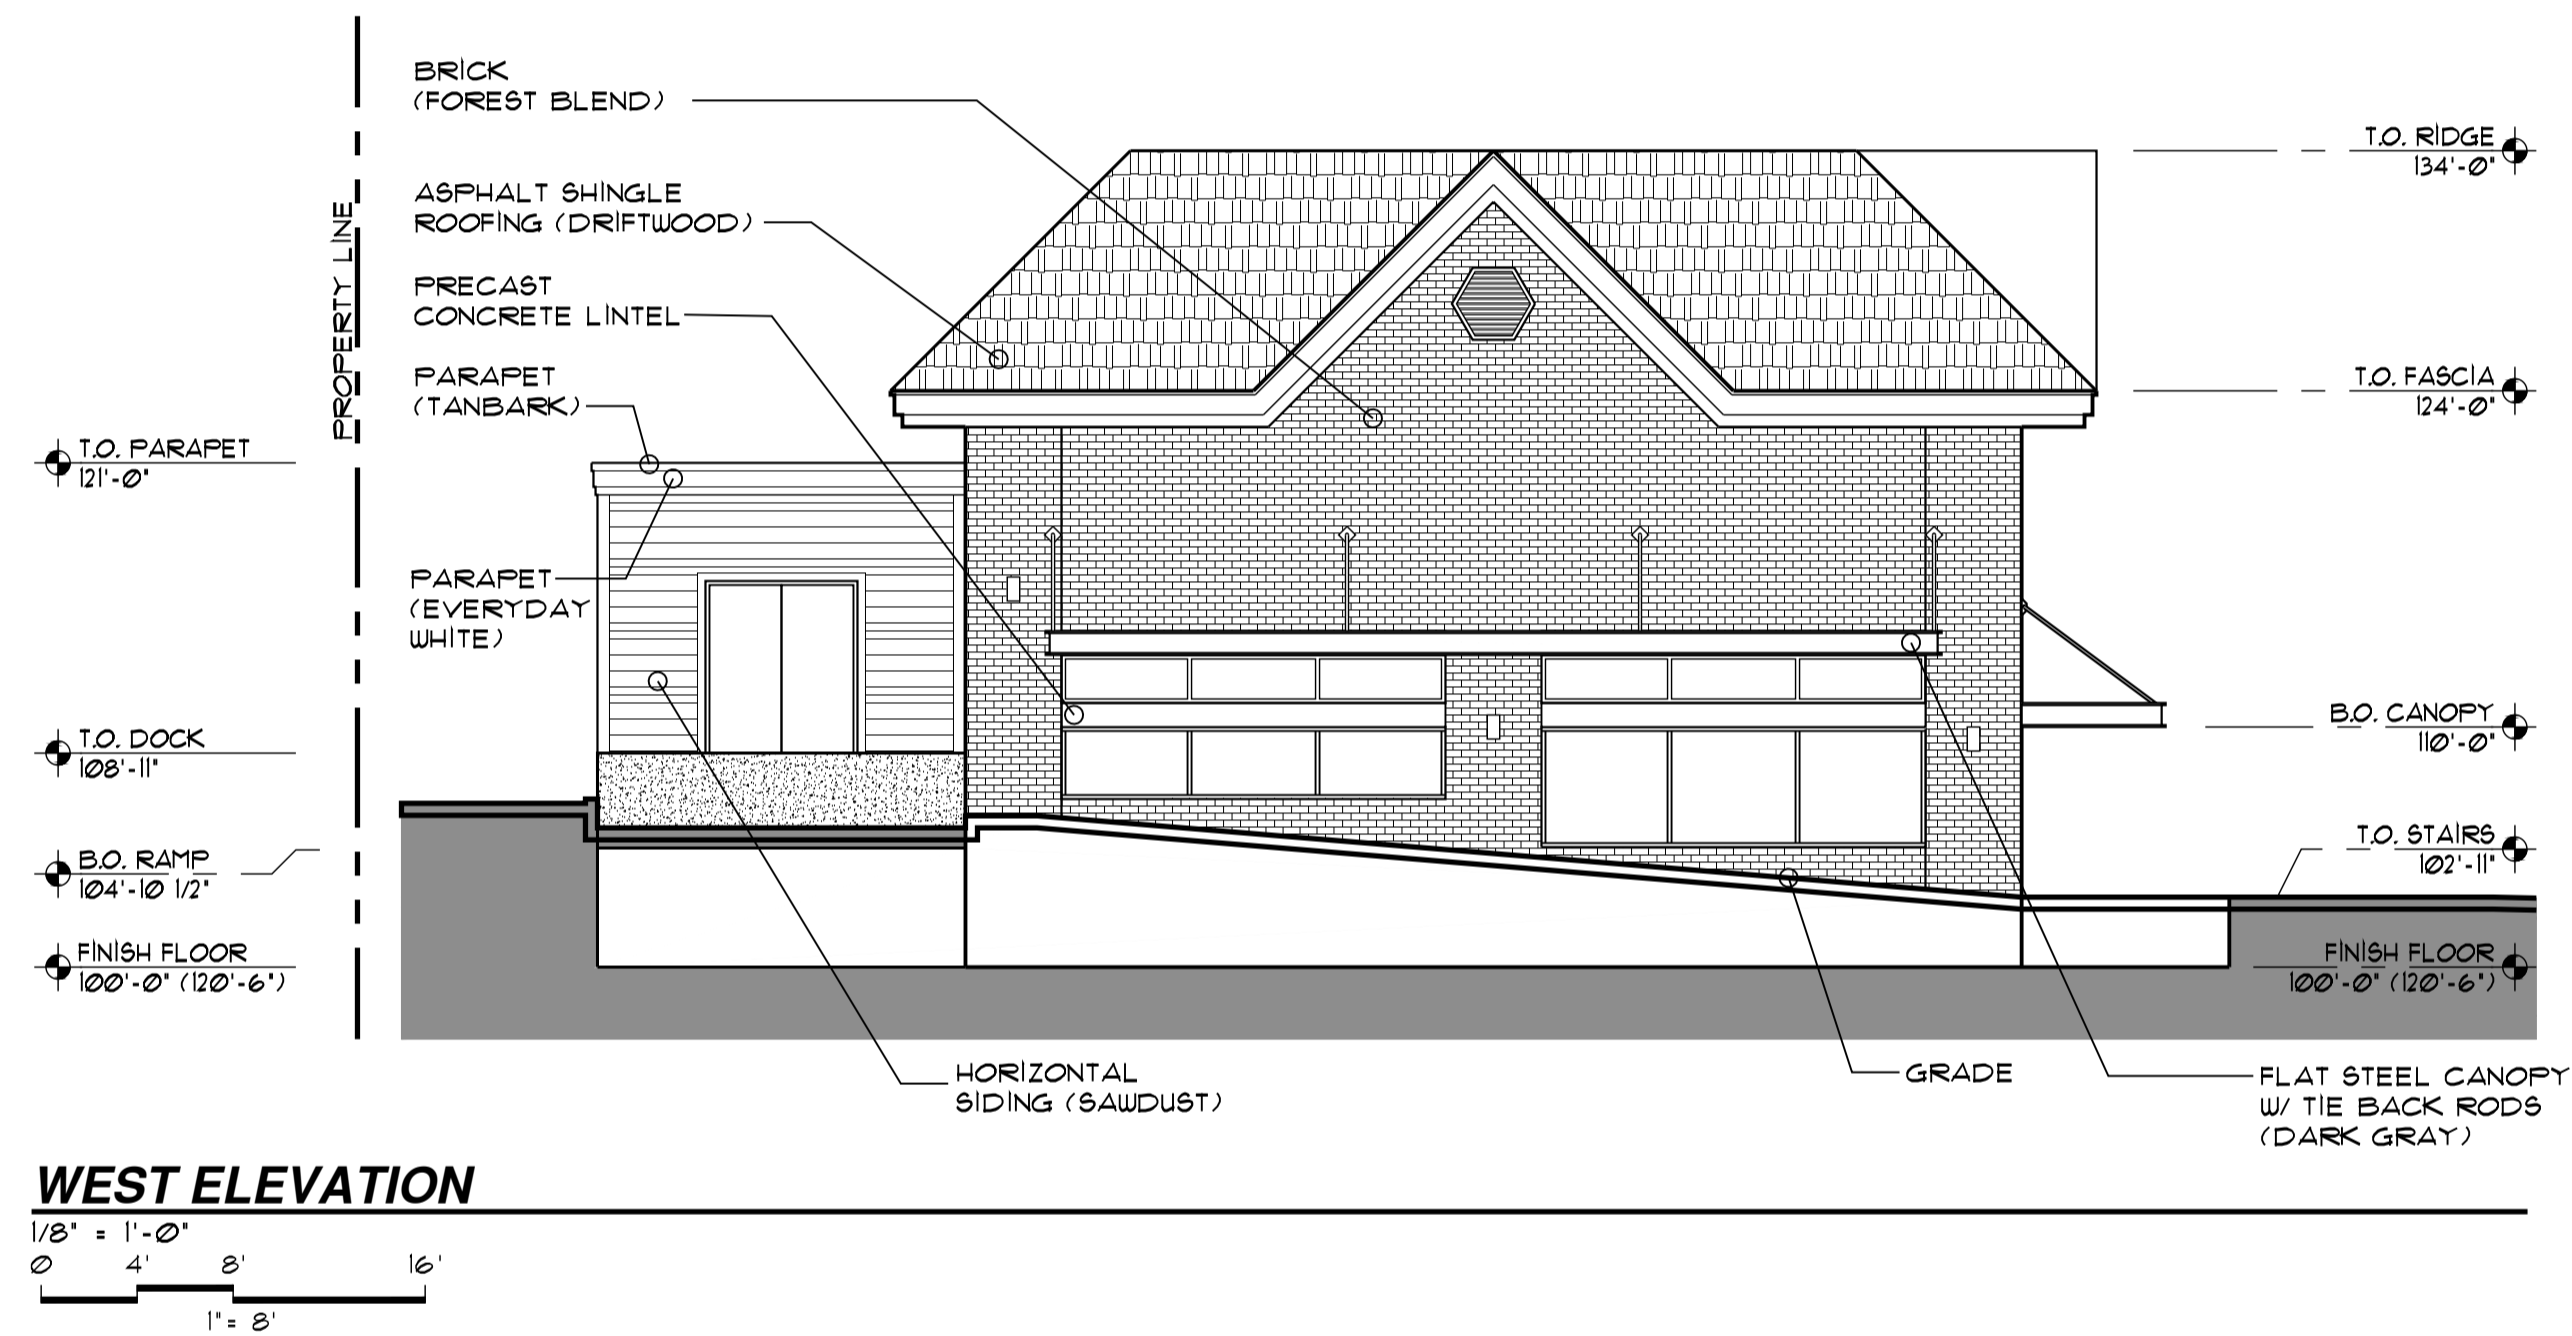 BRICK
(FOREST BLEND)
ASPHALT SHINGLE
ROOFING (DRIFTWOOD)
PRECAST
CONCRETE LINTEL
PARAPET
(TANBARK)
PROPERTY LINE
T.O. PARAPET
121'-0"
PARAPET
(EVERYDAY
WHITE)
T.O. DOCK
108'-11"
B.O. RAMP
104'-10 1/2"
FINISH FLOOR
100'-0" (120'-6")
T.O. RIDGE
134'-0"
T.O. FASCIA
124'-0"
B.O. CANOPY
110'-0"
T.O. STAIRS
102'-11"
FINISH FLOOR
100'-0" (120'-6")
HORIZONTAL
SIDING (SAWDUST)
GRADE
FLAT STEEL CANOPY
W/ TIE BACK RODS
(DARK GRAY)
WEST ELEVATION
1/8" = 1'-0"
0 4' 8' 16'
1"= 8'